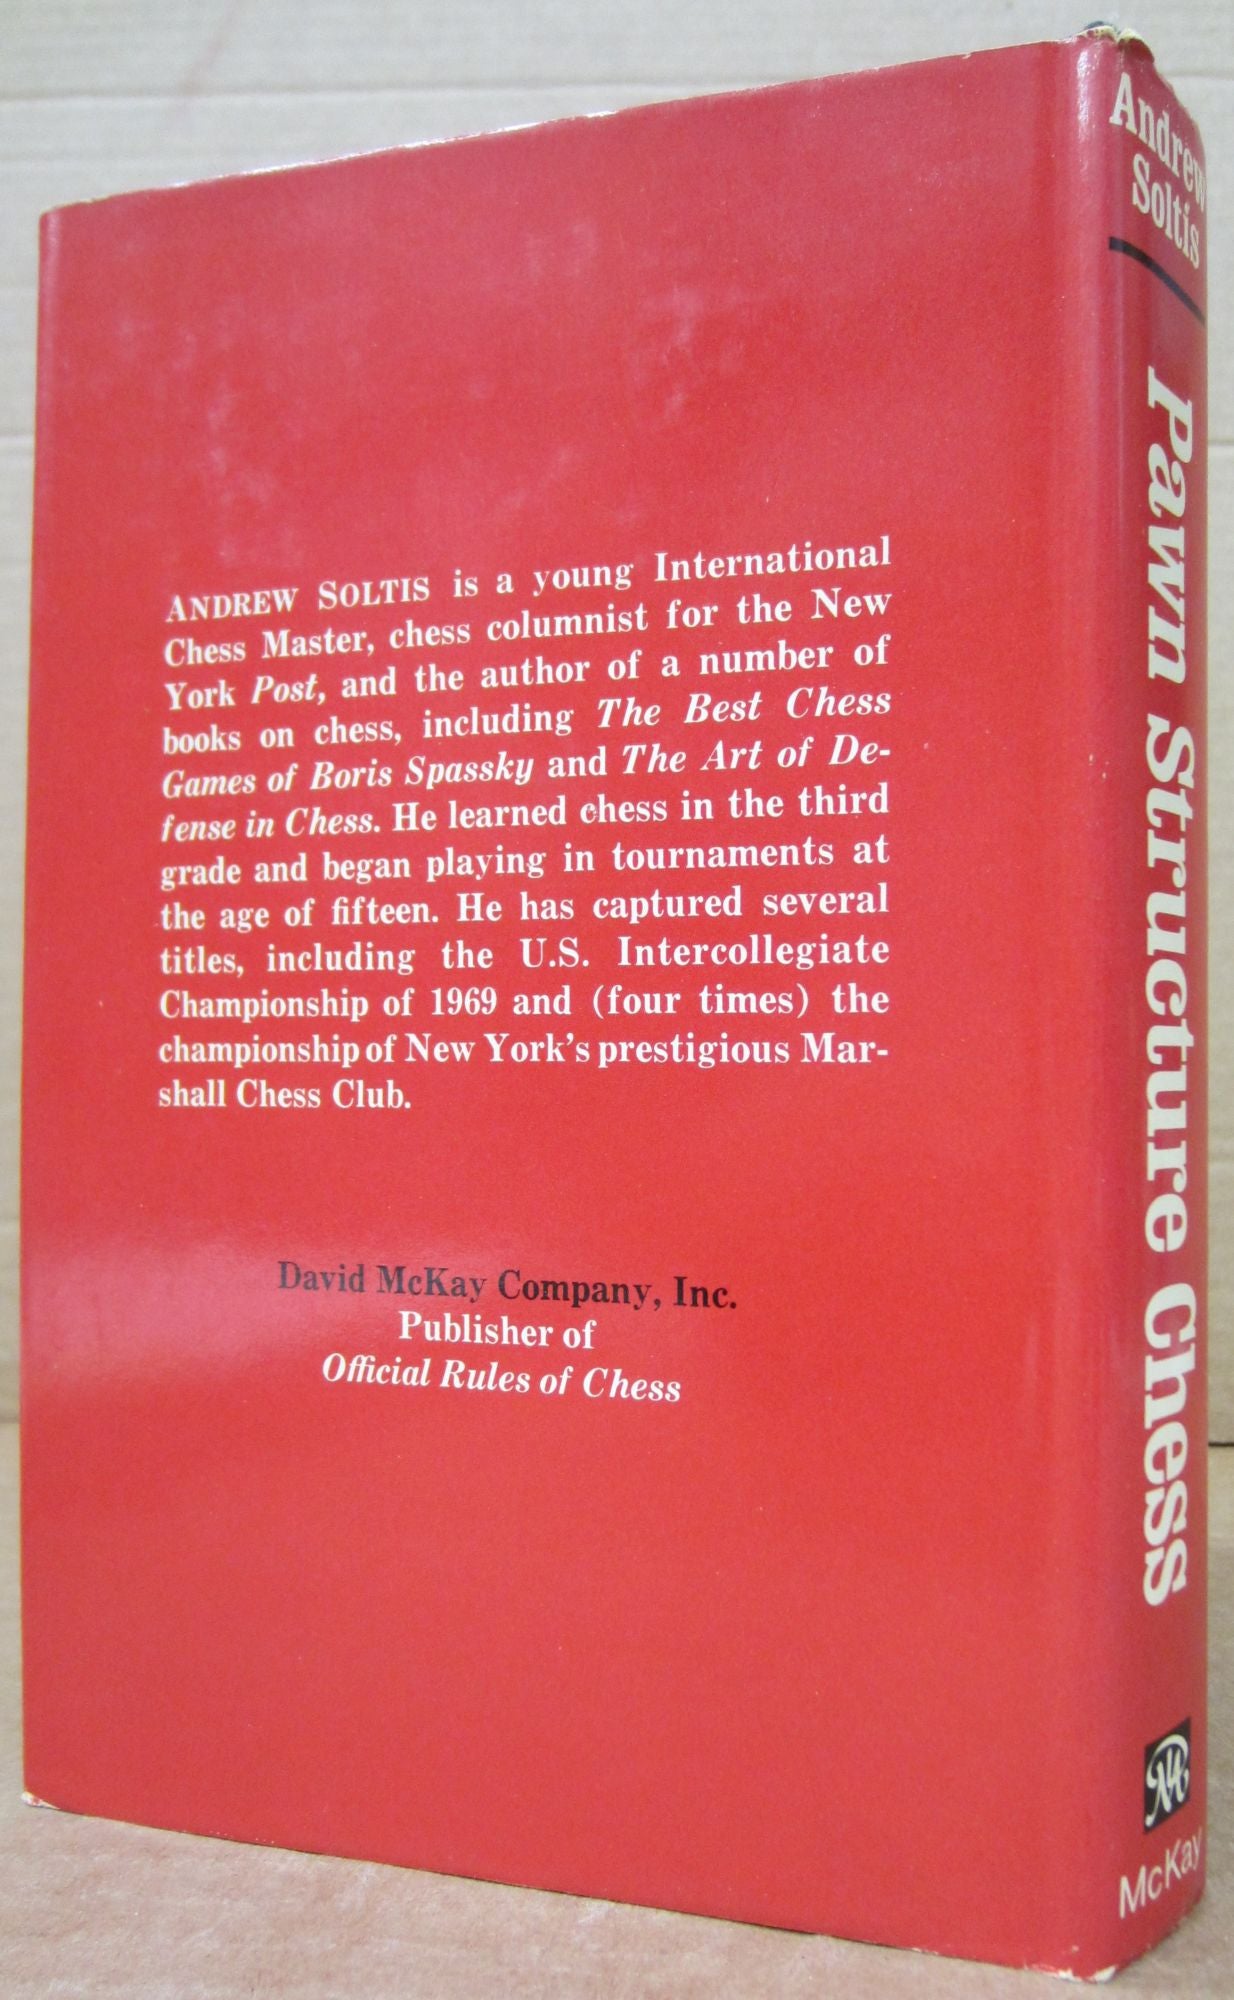 ANDREW SOLTIS is a young International
Chess Master, chess columnist for the New
York Post, and the author of a number of
books on chess, including The Best Chess
Games of Boris Spassky and The Art of De-
fense in Chess. He learned chess in the third
grade and began playing in tournaments at
the age of fifteen. He has captured several
titles, including the U.S. Intercollegiate
Championship of 1969 and (four times) the
championship of New York's prestigious Mar-
shall Chess Club.
David McKay Company, Inc.
Publisher of
Official Rules of Chess
Andrew
Soltis
Pawn Structure Chess
McKay